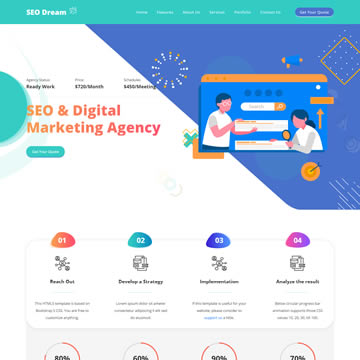 SEO Dream
Home Features About Us Services Portfolio Contact Us Get Your Quote
Agency Status Price Schedules
Ready Work $720/Month $450/Meeting
SEO & Digital
Marketing Agency
Get Your Quote
Search
01 02 03 04
Reach Out Develop a Strategy Implementation Analyze the result
This HTML5 template is based on
Bootstrap 5 CSS. You are free to
customize anything.
Lorem ipsum dolor sit amet,
consectetur adipiscing elit sed
do eiusmod.
If this template is useful for your
website, please consider to
support us a little.
Below circular progress bar
animation supports those CSS
values 10, 20, 30 till 100.
80% 60% 90% 70%